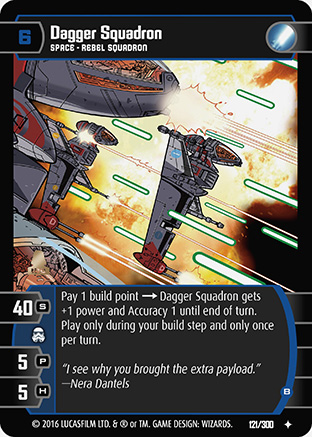 6
Dagger Squadron
SPACE - REBEL SQUADRON
40 S
5 P
5 H
Pay 1 build point → Dagger Squadron gets
+1 power and Accuracy 1 until end of turn.
Play only during your build step and only once
per turn.
"I see why you brought the extra payload."
—Nera Dantels
B
© 2016 LUCASFILM LTD. & ® or TM. GAME DESIGN: WIZARDS. 121/300